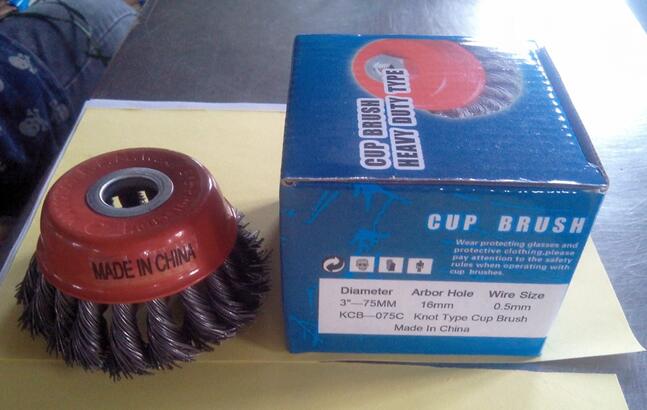 MADE IN CHINA
CUP BRUSH
HEAVY DUTY TYPE
CUP BRUSH
Wear protecting glasses and
protective clothing,please
pay attention to the safety
rules when operating with
cup brushes.
Diameter Arbor Hole Wire Size
3"—75MM 16mm 0.5mm
KCB—075C Knot Type Cup Brush
Made In China